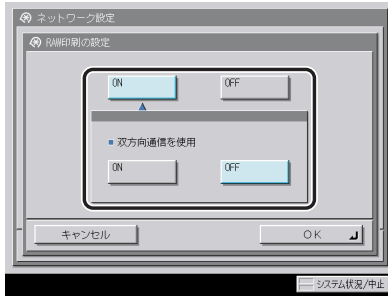 ネットワーク設定
RAW印刷の設定
ON OFF
双方向通信を使用
ON OFF
キャンセル OK
システム状況/中止